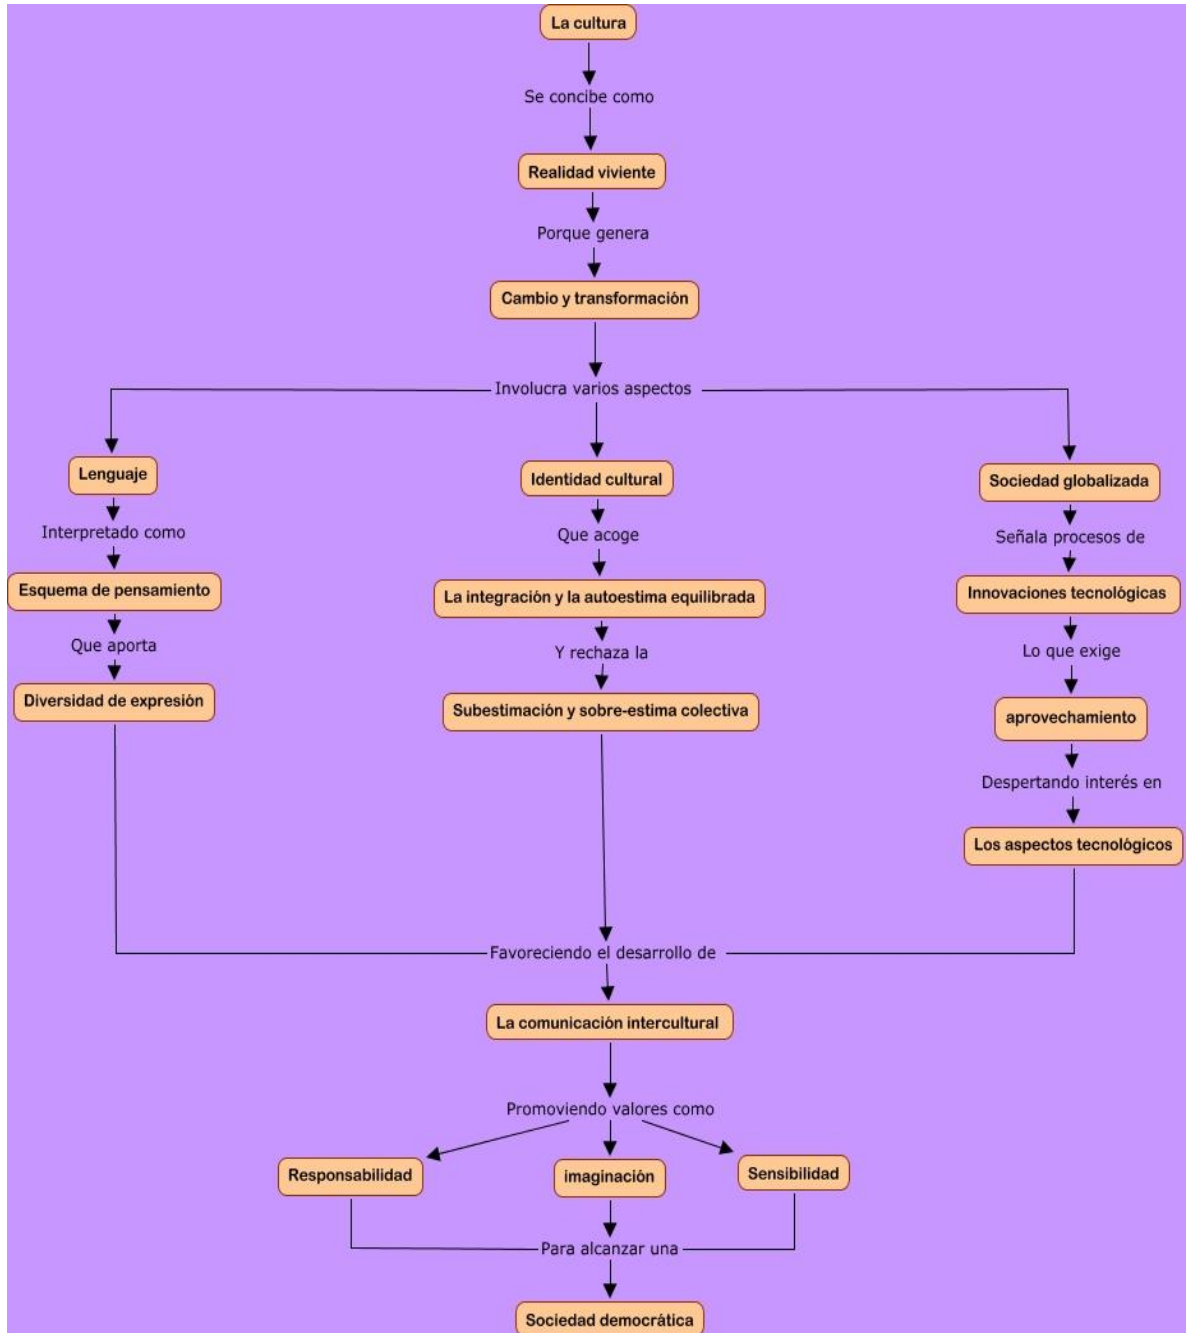 La cultura
Se concibe como
Realidad viviente
Porque genera
Cambio y transformación
Involucra varios aspectos
Lenguaje
Interpretado como
Esquema de pensamiento
Que aporta
Diversidad de expresión
Identidad cultural
Que acoge
La integración y la autoestima equilibrada
Y rechaza la
Subestimación y sobre-estima colectiva
Sociedad globalizada
Señala procesos de
Innovaciones tecnológicas
Lo que exige
aprovechamiento
Despertando interés en
Los aspectos tecnológicos
Favoreciendo el desarrollo de
La comunicación intercultural
Promoviendo valores como
Responsabilidad
imaginación
Sensibilidad
Para alcanzar una
Sociedad democrática